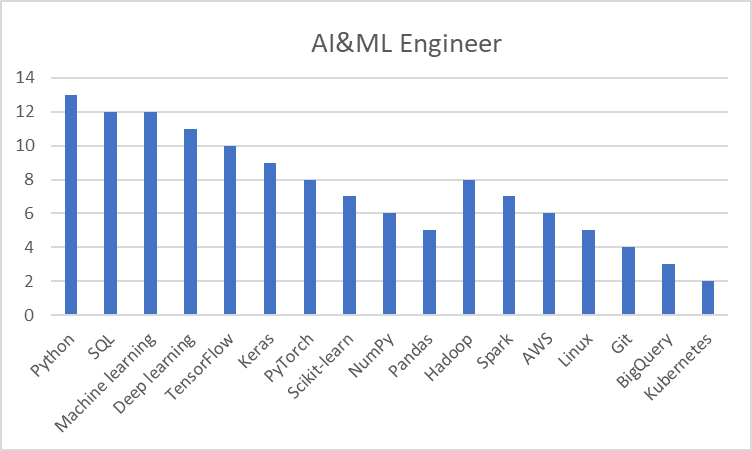 AI&ML Engineer
14
12
10
8
6
4
2
0
Python
SQL
Machine learning
Deep learning
TensorFlow
Keras
PyTorch
Scikit-learn
NumPy
Pandas
Hadoop
Spark
AWS
Linux
Git
BigQuery
Kubernetes